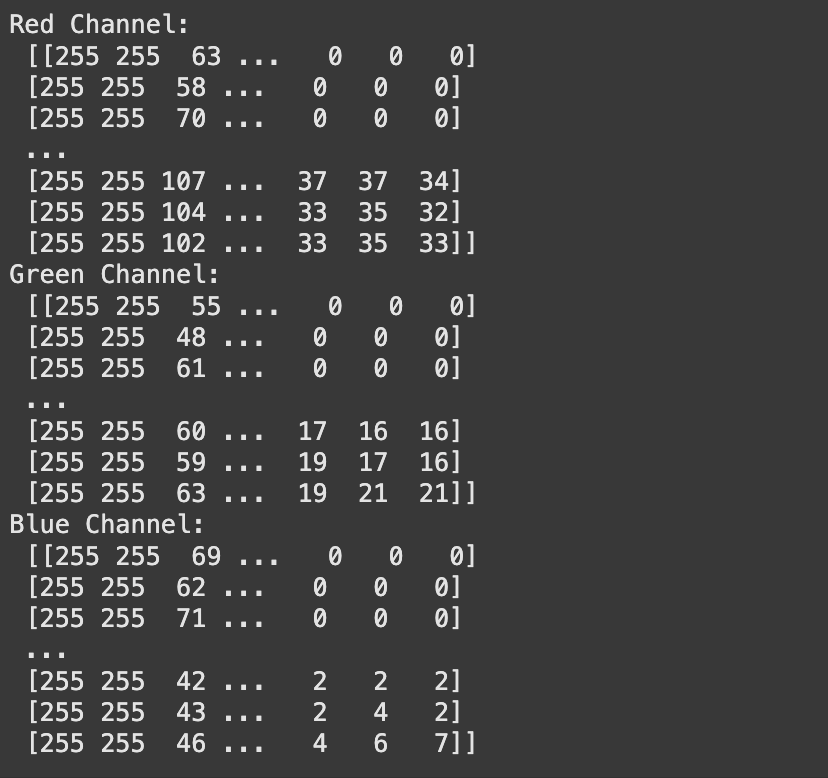 Red Channel:
 [[255 255  63 ...   0   0   0]
 [255 255  58 ...   0   0   0]
 [255 255  70 ...   0   0   0]
 ...
 [255 255 107 ...  37  37  34]
 [255 255 104 ...  33  35  32]
 [255 255 102 ...  33  35  33]]
Green Channel:
 [[255 255  55 ...   0   0   0]
 [255 255  48 ...   0   0   0]
 [255 255  61 ...   0   0   0]
 ...
 [255 255  60 ...  17  16  16]
 [255 255  59 ...  19  17  16]
 [255 255  63 ...  19  21  21]]
Blue Channel:
 [[255 255  69 ...   0   0   0]
 [255 255  62 ...   0   0   0]
 [255 255  71 ...   0   0   0]
 ...
 [255 255  42 ...   2   2   2]
 [255 255  43 ...   2   4   2]
 [255 255  46 ...   4   6   7]]